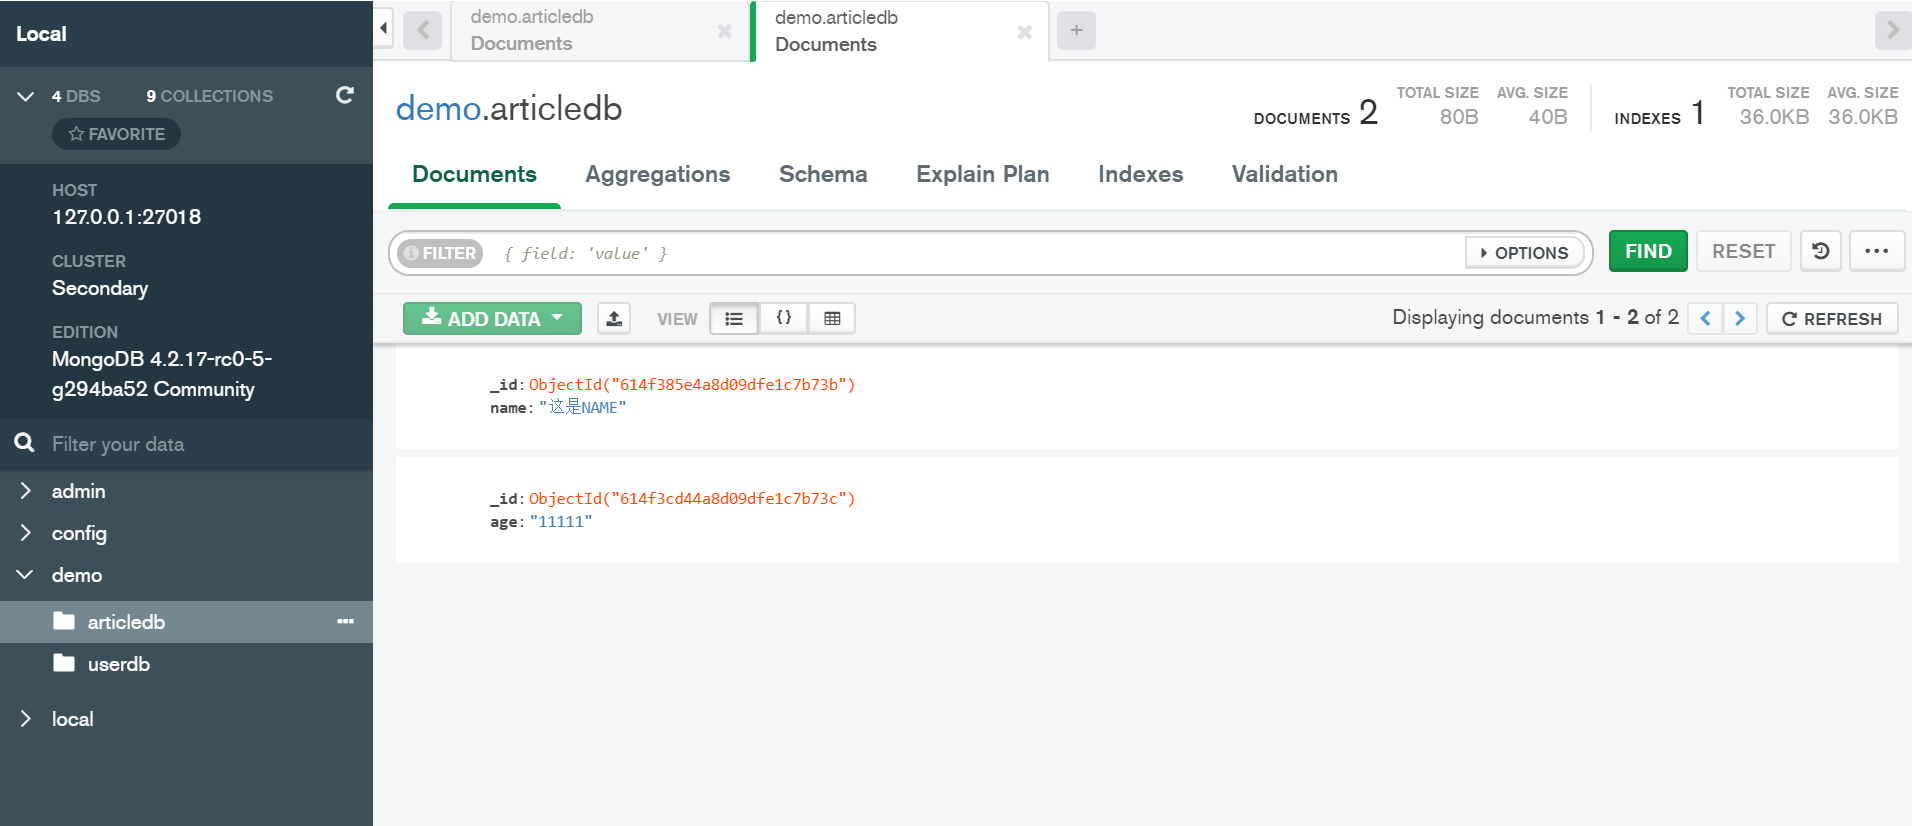 Local
4 DBS 9 COLLECTIONS
FAVORITE
HOST
127.0.0.1:27018
CLUSTER
Secondary
EDITION
MongoDB 4.2.17-rc0-5-
g294ba52 Community
Filter your data
admin
config
demo
articledb
userdb
local
demo.articledb
Documents
demo.articledb
Documents
demo.articledb
DOCUMENTS 2
TOTAL SIZE
80B
AVG. SIZE
40B
INDEXES 1
TOTAL SIZE
36.0KB
AVG. SIZE
36.0KB
Documents Aggregations Schema Explain Plan Indexes Validation
FILTER { field: 'value' } OPTIONS FIND RESET
ADD DATA VIEW {} Displaying documents 1 - 2 of 2 REFRESH
_id: ObjectId("614f385e4a8d09dfe1c7b73b")
name: "这是NAME"
_id: ObjectId("614f3cd44a8d09dfe1c7b73c")
age: "11111"